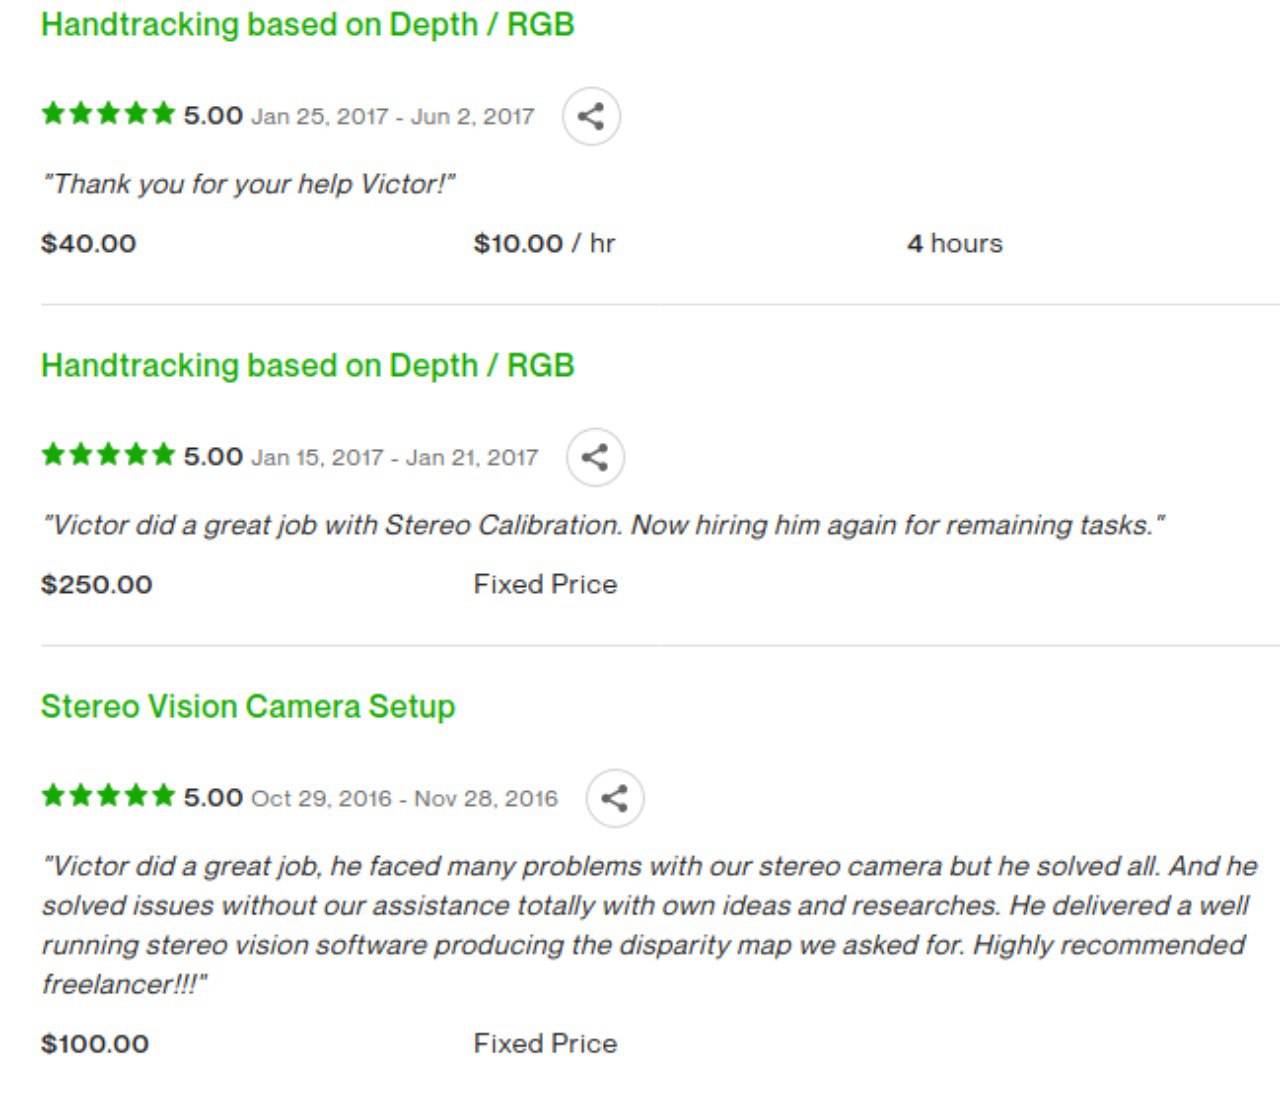 Handtracking based on Depth / RGB
5.00 Jan 25, 2017 - Jun 2, 2017
"Thank you for your help Victor!"
$40.00 $10.00 / hr 4 hours
Handtracking based on Depth / RGB
5.00 Jan 15, 2017 - Jan 21, 2017
"Victor did a great job with Stereo Calibration. Now hiring him again for remaining tasks."
$250.00 Fixed Price
Stereo Vision Camera Setup
5.00 Oct 29, 2016 - Nov 28, 2016
"Victor did a great job, he faced many problems with our stereo camera but he solved all. And he
solved issues without our assistance totally with own ideas and researches. He delivered a well
running stereo vision software producing the disparity map we asked for. Highly recommended
freelancer!!!"
$100.00 Fixed Price